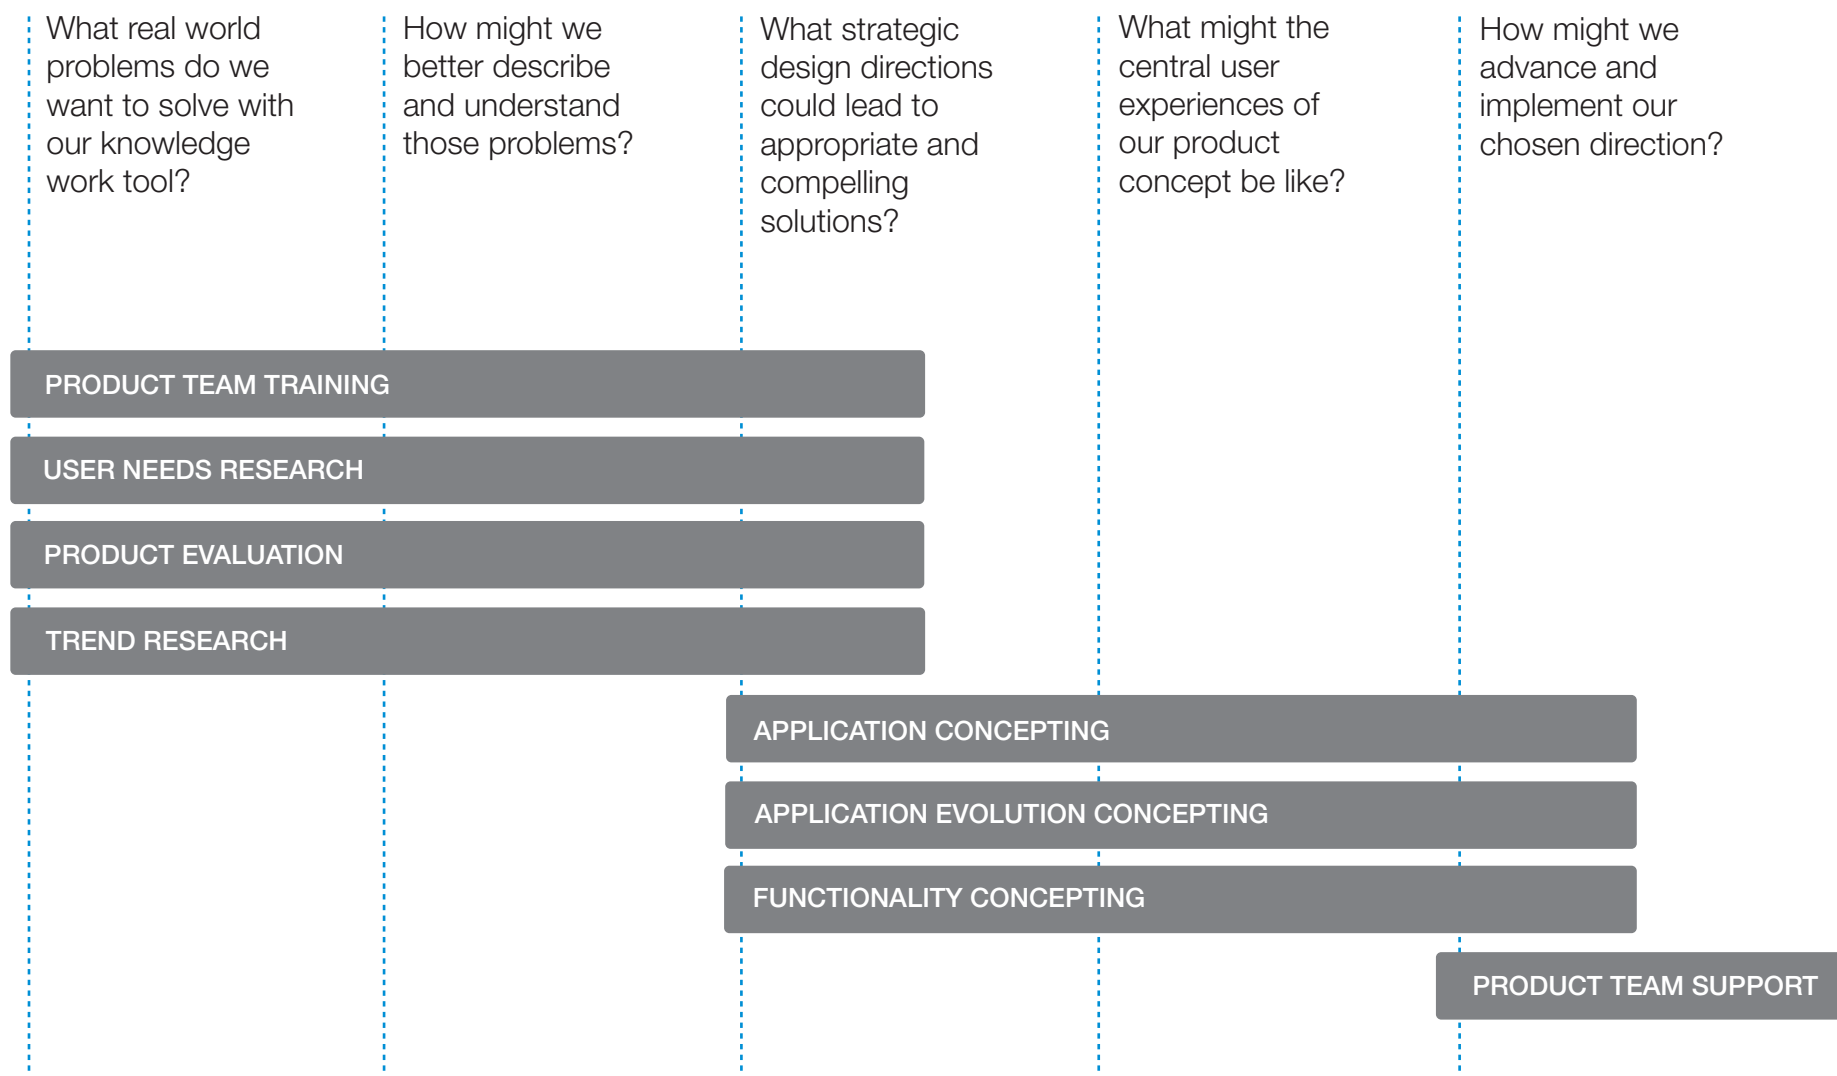 What real world
problems do we
want to solve with
our knowledge
work tool?
How might we
better describe
and understand
those problems?
What strategic
design directions
could lead to
appropriate and
compelling
solutions?
What might the
central user
experiences of
our product
concept be like?
How might we
advance and
implement our
chosen direction?
PRODUCT TEAM TRAINING
USER NEEDS RESEARCH
PRODUCT EVALUATION
TREND RESEARCH
APPLICATION CONCEPTING
APPLICATION EVOLUTION CONCEPTING
FUNCTIONALITY CONCEPTING
PRODUCT TEAM SUPPORT